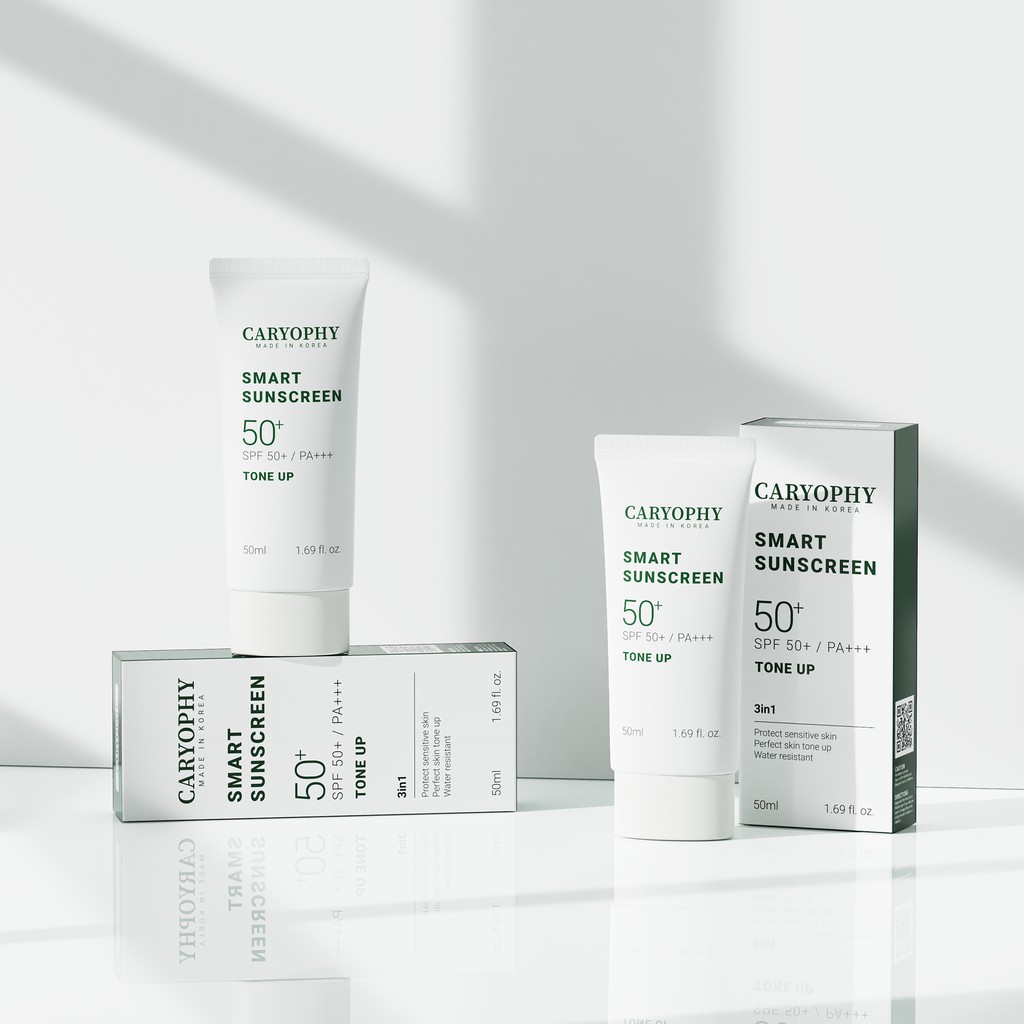 CARYOPHY
MADE IN KOREA
SMART
SUNSCREEN
50+
SPF 50+ / PA+++
TONE UP
50ml 1.69 fl. oz.
CARYOPHY
MADE IN KOREA
SMART
SUNSCREEN
50+
SPF 50+ / PA+++
TONE UP
3in1
Protect sensitive skin
Perfect skin tone up
Water resistant
50ml 1.69 fl. oz.
CARYOPHY
MADE IN KOREA
SMART
SUNSCREEN
50+
SPF 50+ / PA+++
TONE UP
50ml 1.69 fl. oz.
CARYOPHY
MADE IN KOREA
SMART
SUNSCREEN
50+
SPF 50+ / PA+++
TONE UP
3in1
Protect sensitive skin
Perfect skin tone up
Water resistant
50ml 1.69 fl. oz.